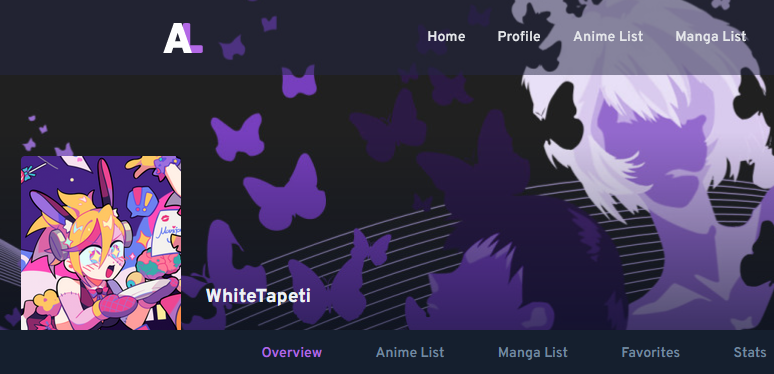 AL
Home Profile Anime List Manga List
WhiteTapeti
Overview Anime List Manga List Favorites Stats